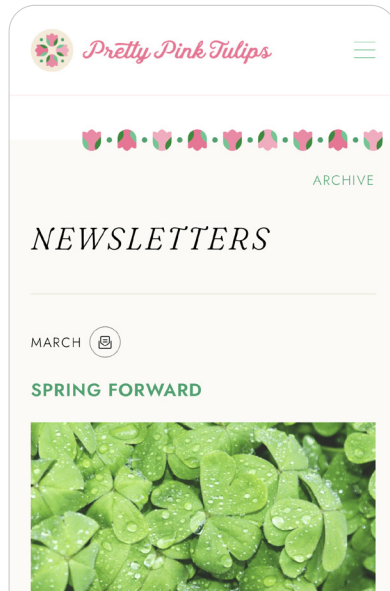 Pretty Pink Tulips
ARCHIVE
NEWSLETTERS
MARCH
SPRING FORWARD